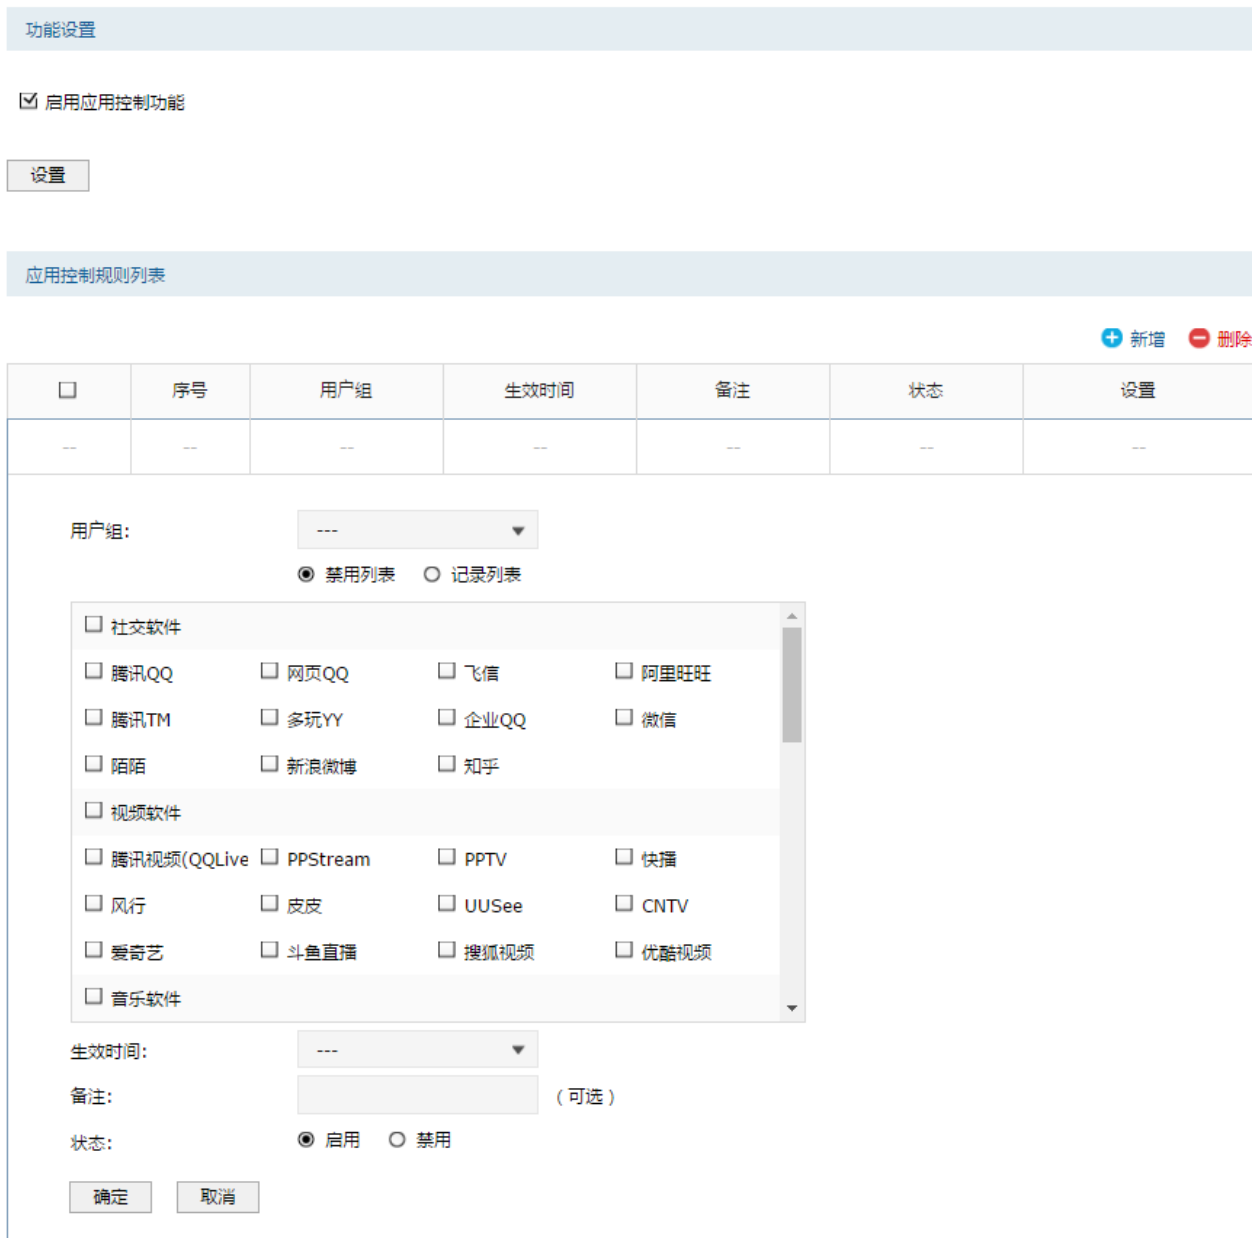 功能设置
启用应用控制功能
设置
应用控制规则列表
新增 删除
序号 用户组 生效时间 备注 状态 设置
-- -- -- -- -- -- --
用户组: ---
禁用列表 记录列表
社交软件
腾讯QQ 网页QQ 飞信 阿里旺旺
腾讯TM 多玩YY 企业QQ 微信
陌陌 新浪微博 知乎
视频软件
腾讯视频(QQLive PPStream PPTV 快播
风行 皮皮 UUSee CNTV
爱奇艺 斗鱼直播 搜狐视频 优酷视频
音乐软件
生效时间: ---
备注: (可选)
状态: 启用 禁用
确定 取消